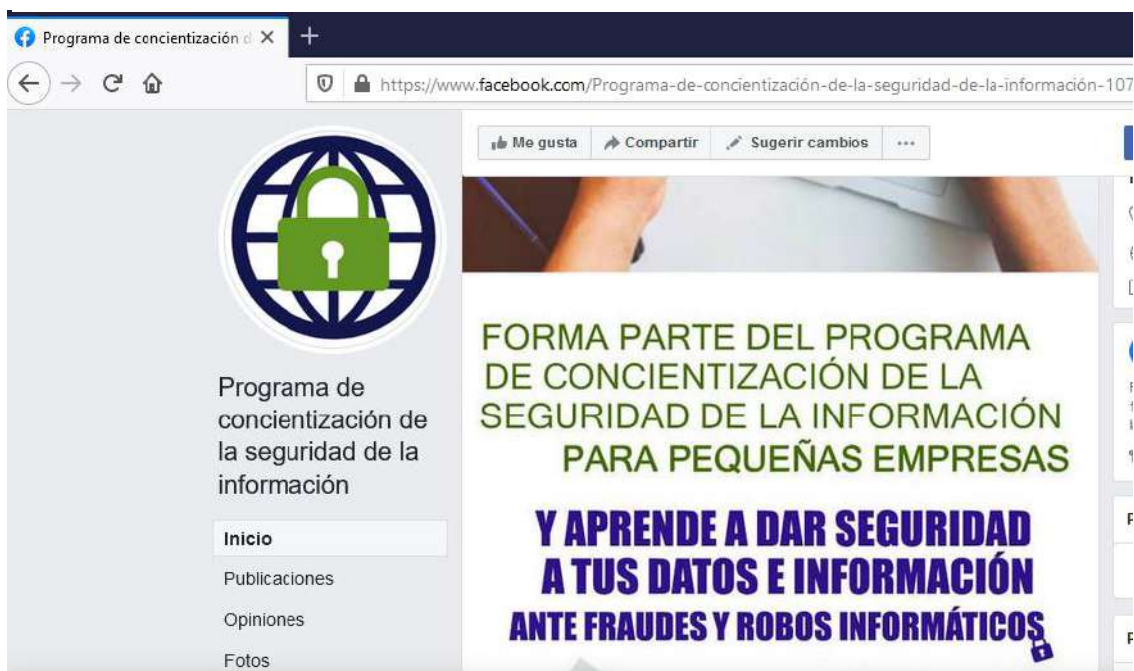 Programa de concientización d
https://www.facebook.com/Programa-de-concientización-de-la-seguridad-de-la-información-107
Me gusta
Compartir
Sugerir cambios
FORMA PARTE DEL PROGRAMA
DE CONCIENTIZACIÓN DE LA
SEGURIDAD DE LA INFORMACIÓN
PARA PEQUEÑAS EMPRESAS
Y APRENDE A DAR SEGURIDAD
A TUS DATOS E INFORMACIÓN
ANTE FRAUDES Y ROBOS INFORMÁTICOS
Programa de
concientización de
la seguridad de la
información
Inicio
Publicaciones
Opiniones
Fotos